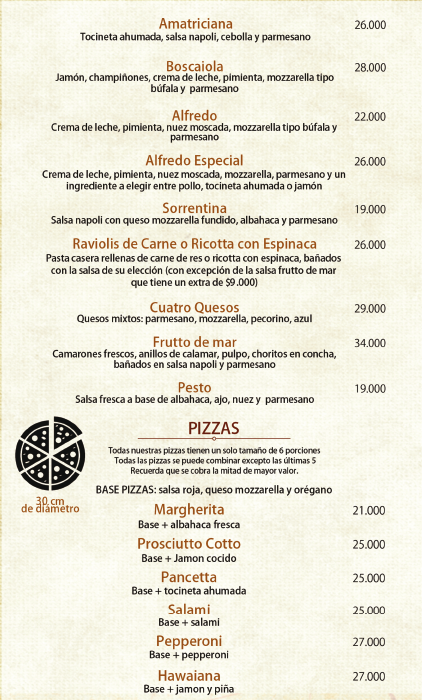 Amatriciana 26.000
Tocineta ahumada, salsa napoli, cebolla y parmesano
Boscaiola 28.000
Jamón, champiñones, crema de leche, pimienta, mozzarella tipo
búfala y parmesano
Alfredo 22.000
Crema de leche, pimienta, nuez moscada, mozzarella tipo búfala y
parmesano
Alfredo Especial 26.000
Crema de leche, pimienta, nuez moscada, mozzarella, parmesano y un
ingrediente a elegir entre pollo, tocineta ahumada o jamón
Sorrentina 19.000
Salsa napoli con queso mozzarella fundido, albahaca y parmesano
Raviolis de Carne o Ricotta con Espinaca 26.000
Pasta casera rellenas de carne de res o ricotta con espinaca, bañados
con la salsa de su elección (con excepción de la salsa frutto de mar
que tiene un extra de $9.000)
Cuatro Quesos 29.000
Quesos mixtos: parmesano, mozzarella, pecorino, azul
Frutto de mar 34.000
Camarones frescos, anillos de calamar, pulpo, choritos en concha,
bañados en salsa napoli y parmesano
Pesto 19.000
Salsa fresca a base de albahaca, ajo, nuez y parmesano
PIZZAS
Todas nuestras pizzas tienen un solo tamaño de 6 porciones
Todas las pizzas se puede combinar excepto las últimas 5
Recuerda que se cobra la mitad de mayor valor.
BASE PIZZAS: salsa roja, queso mozzarella y orégano
30 cm
de diámetro
Margherita 21.000
Base + albahaca fresca
Prosciutto Cotto 25.000
Base + Jamon cocido
Pancetta 25.000
Base + tocineta ahumada
Salami 25.000
Base + salami
Pepperoni 27.000
Base + pepperoni
Hawaiana 27.000
Base + jamon y piña